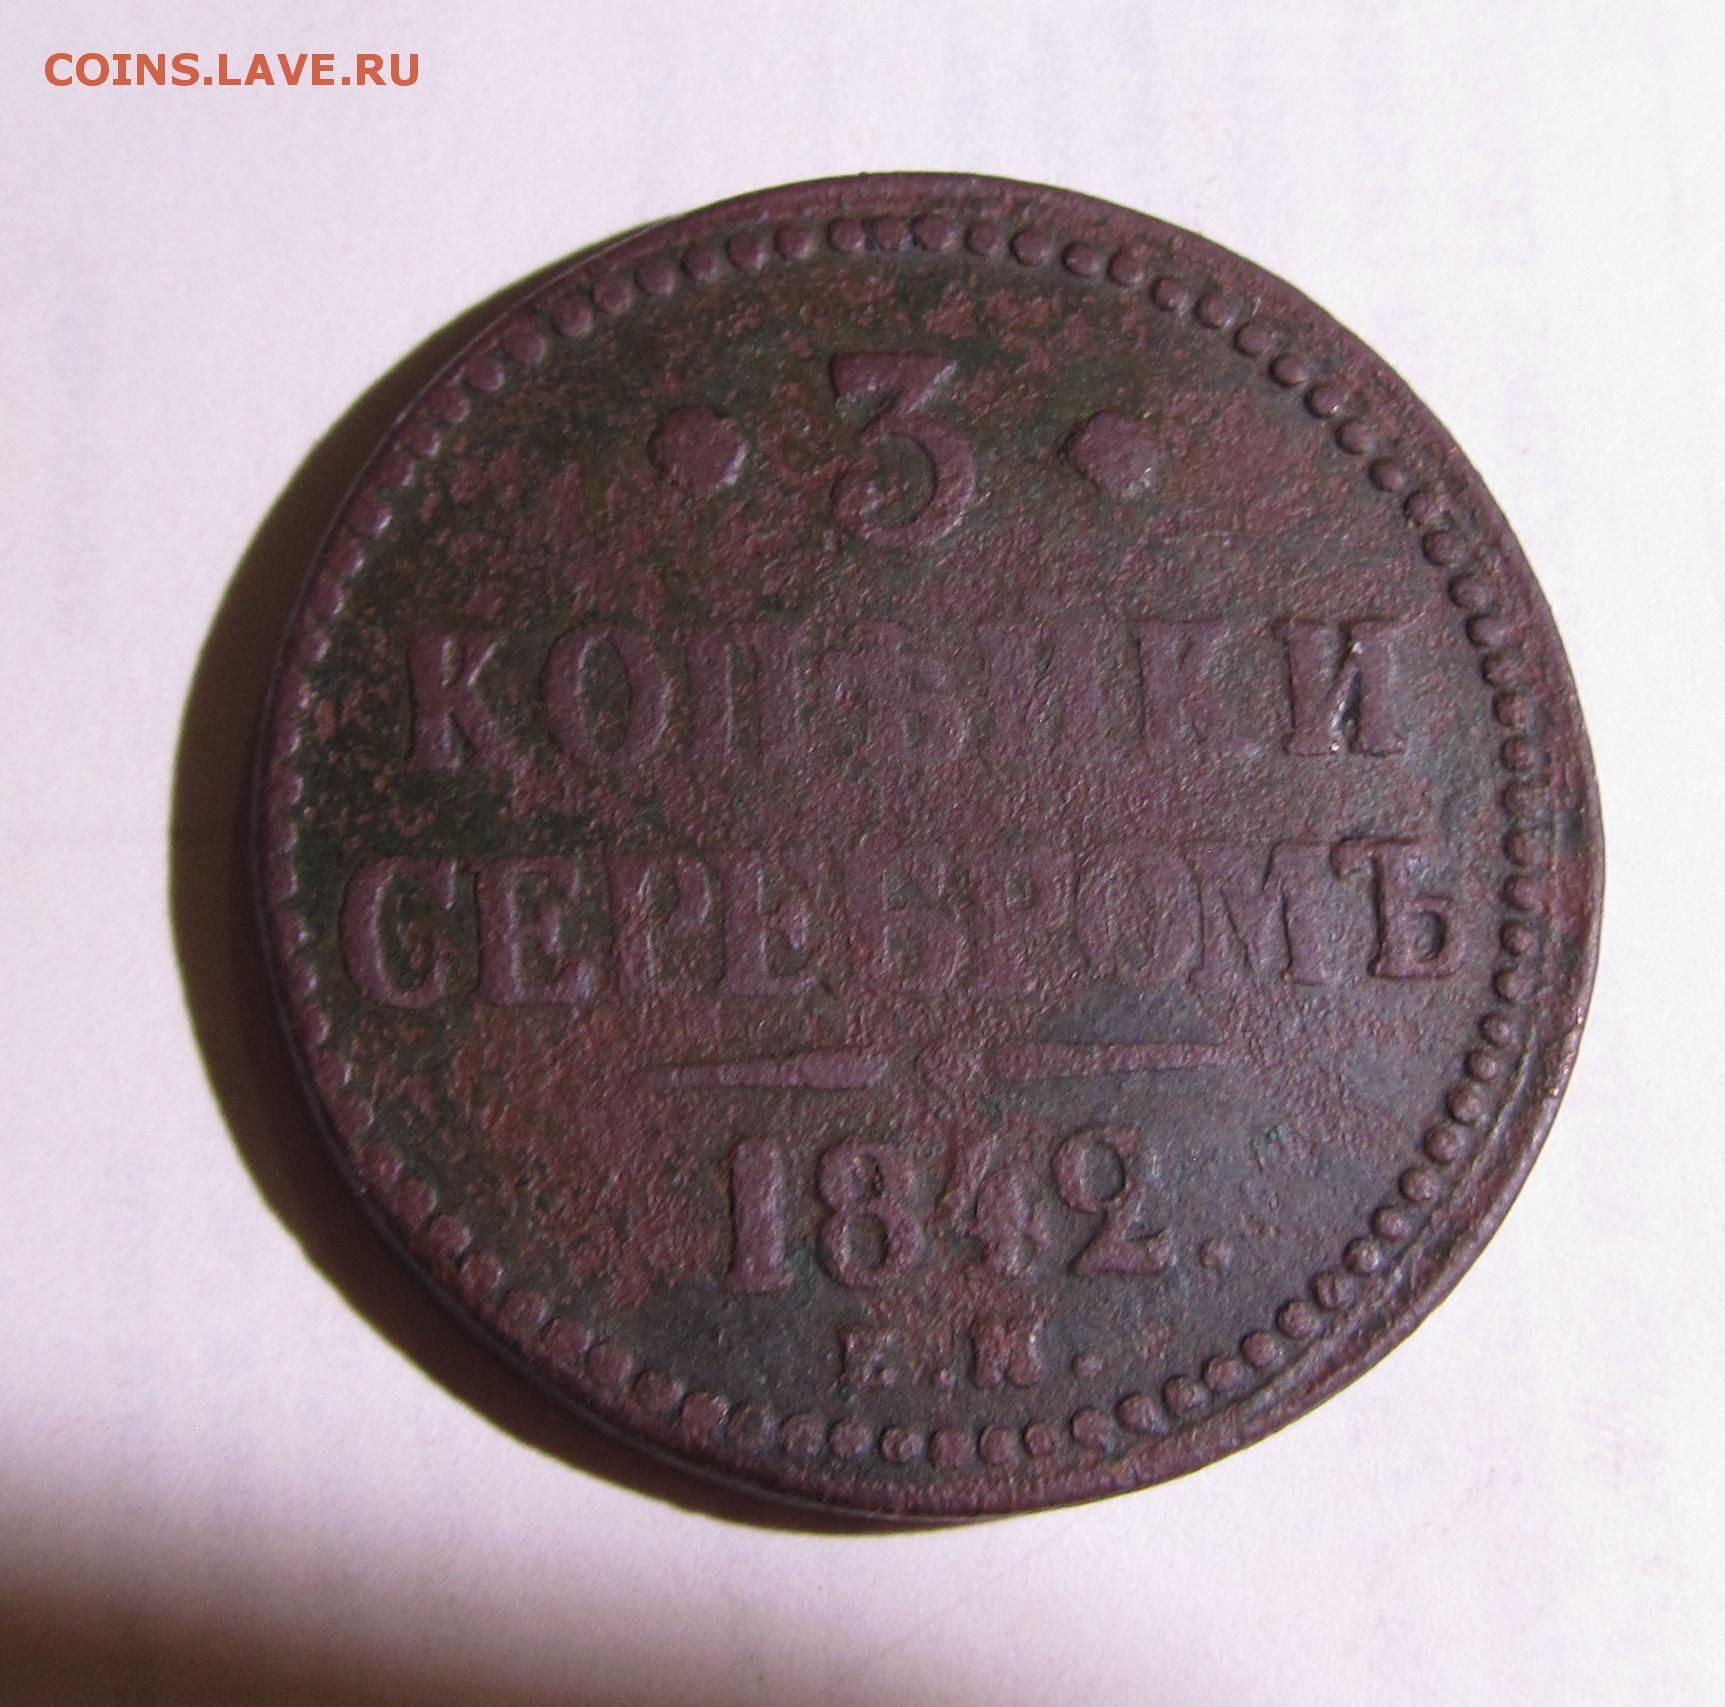 COINS.LAVE.RU
• 3 •
КОПѢЙКИ
СЕРЕБРОМЪ
1842.
Е.М.